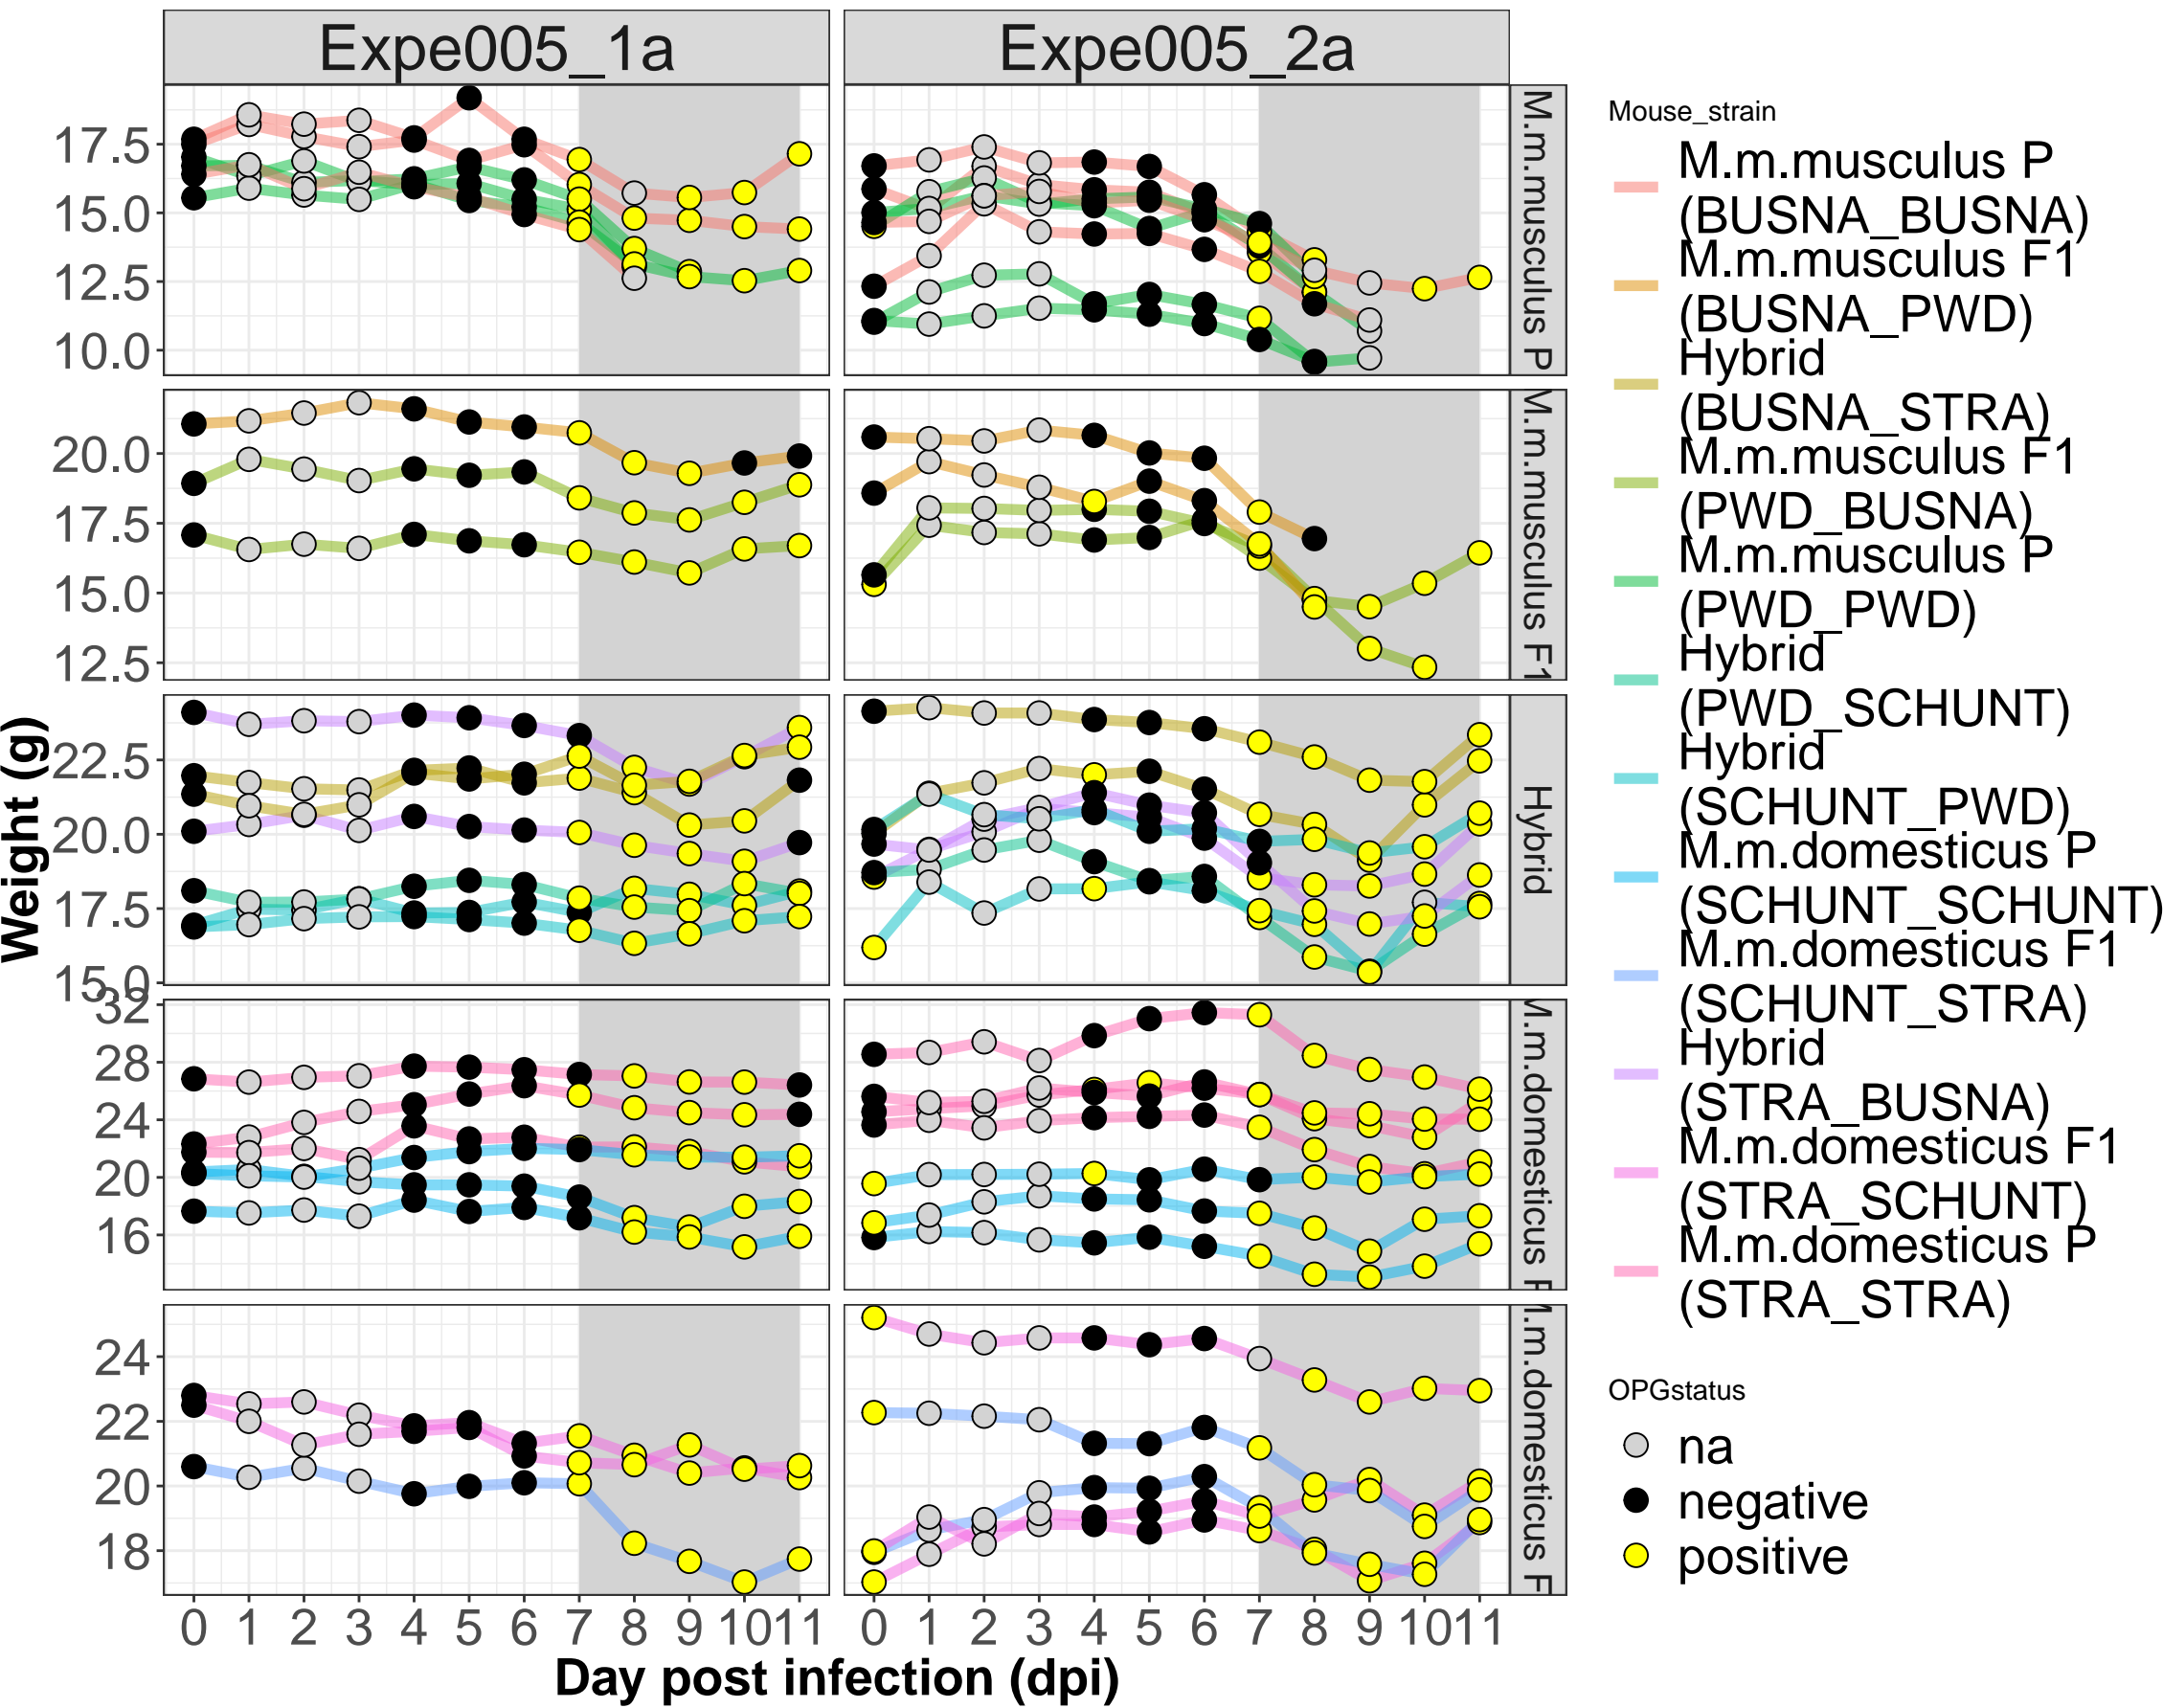 Expe005_1a
Expe005_2a
17.5
15.0
12.5
10.0
M.m.musculus P
20.0
17.5
15.0
12.5
M.m.musculus F1
22.5
20.0
17.5
15.0
Hybrid
32
28
24
20
16
M.m.domesticus P
24
22
20
18
M.m.domesticus F
0 1 2 3 4 5 6 7 8 9 10 11
0 1 2 3 4 5 6 7 8 9 10 11
Day post infection (dpi)
Weight (g)
Mouse_strain
M.m.musculus P
(BUSNA_BUSNA)
M.m.musculus F1
(BUSNA_PWD)
Hybrid
(BUSNA_STRA)
M.m.musculus F1
(PWD_BUSNA)
M.m.musculus P
(PWD_PWD)
Hybrid
(PWD_SCHUNT)
Hybrid
(SCHUNT_PWD)
M.m.domesticus P
(SCHUNT_SCHUNT)
M.m.domesticus F1
(SCHUNT_STRA)
Hybrid
(STRA_BUSNA)
M.m.domesticus F1
(STRA_SCHUNT)
M.m.domesticus P
(STRA_STRA)
OPGstatus
na
negative
positive